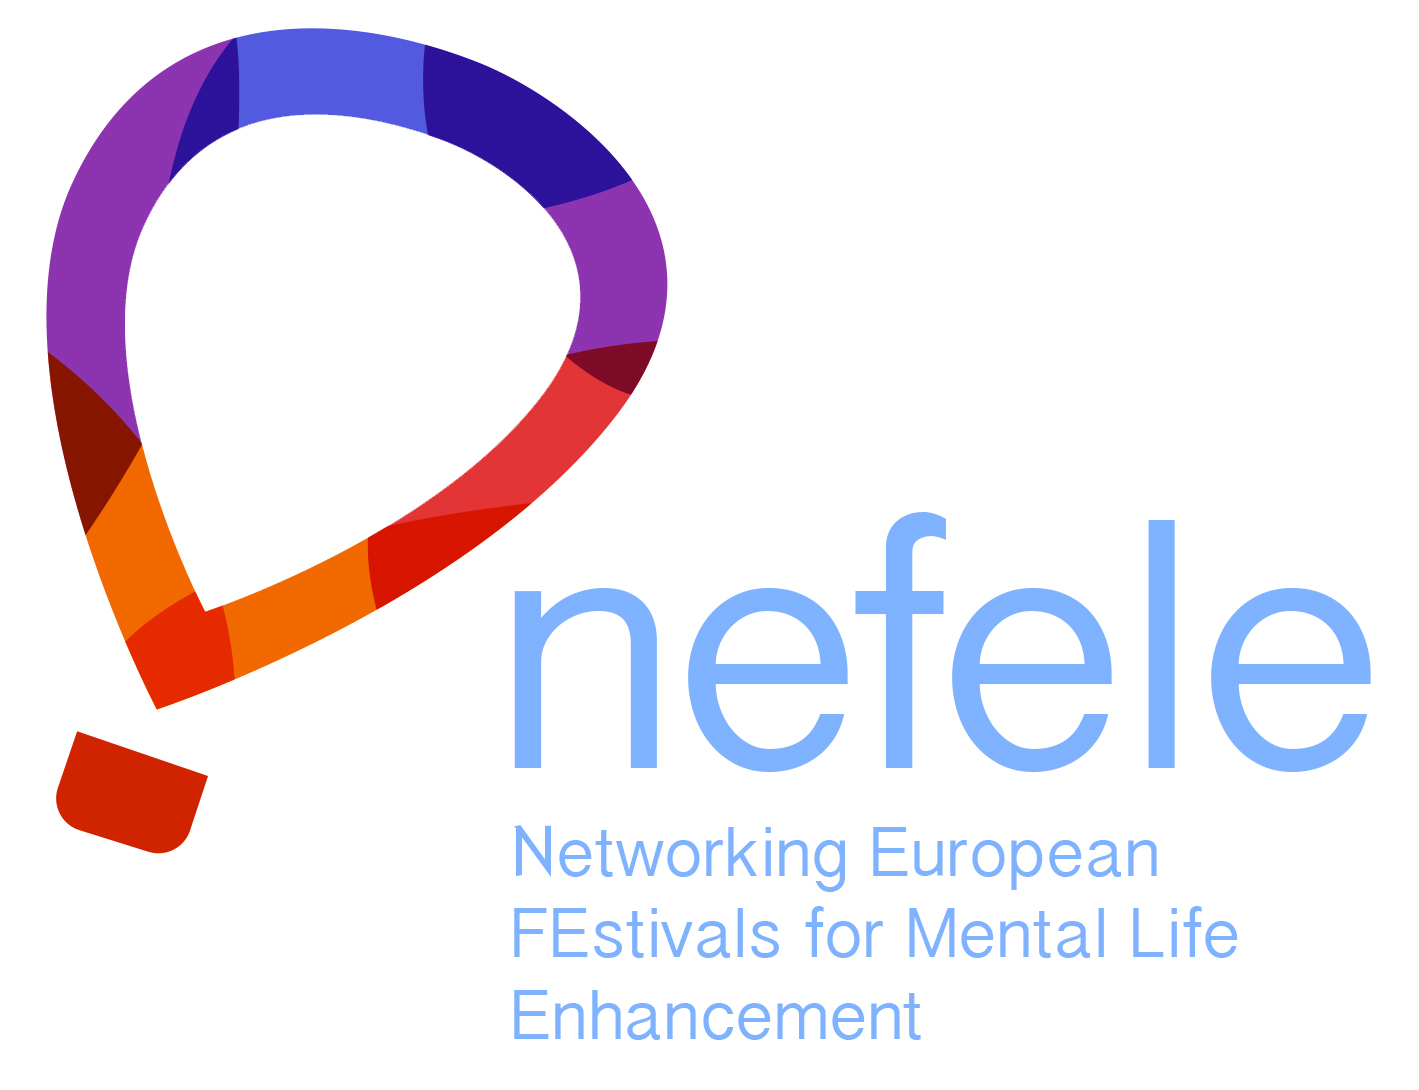 nefele
Networking European
FEstivals for Mental Life
Enhancement